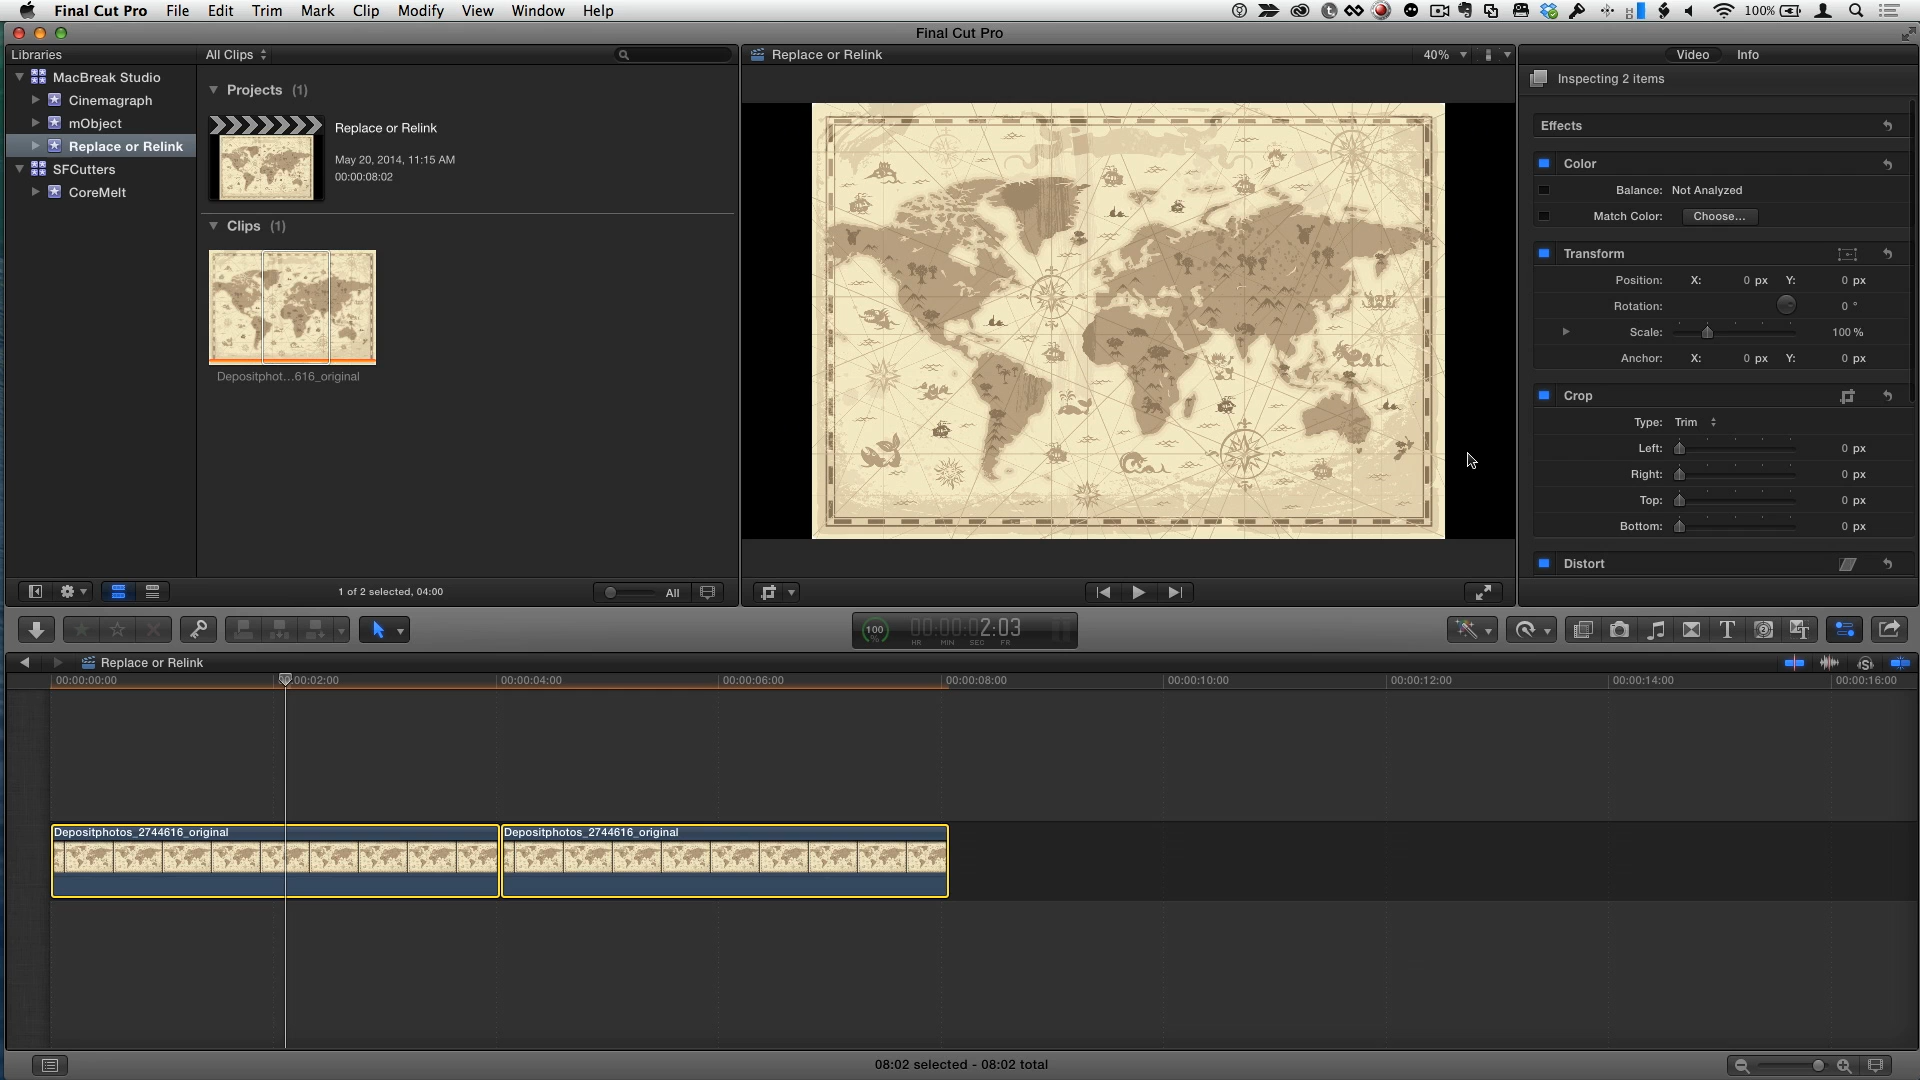 Final Cut Pro File Edit Trim Mark Clip Modify View Window Help 100%
Final Cut Pro
Libraries
All Clips
MacBreak Studio
Cinemagraph
mObject
Replace or Relink
SFCutters
CoreMelt
Projects (1)
Replace or Relink
May 20, 2014, 11:15 AM
00:00:08:02
Clips (1)
Depositphot...616_original
1 of 2 selected, 04:00
All
Replace or Relink
40%
Video Info
Inspecting 2 items
Effects
Color
Balance: Not Analyzed
Match Color: Choose...
Transform
Position: X: 0 px Y: 0 px
Rotation: 0 °
Scale: 100 %
Anchor: X: 0 px Y: 0 px
Crop
Type: Trim
Left: 0 px
Right: 0 px
Top: 0 px
Bottom: 0 px
Distort
100 % 00:00:02:03
HR MIN SEC FR
Replace or Relink
00:00:00:00 00:00:02:00 00:00:04:00 00:00:06:00 00:00:08:00 00:00:10:00 00:00:12:00 00:00:14:00 00:00:16:00
Depositphotos_2744616_original Depositphotos_2744616_original
08:02 selected - 08:02 total